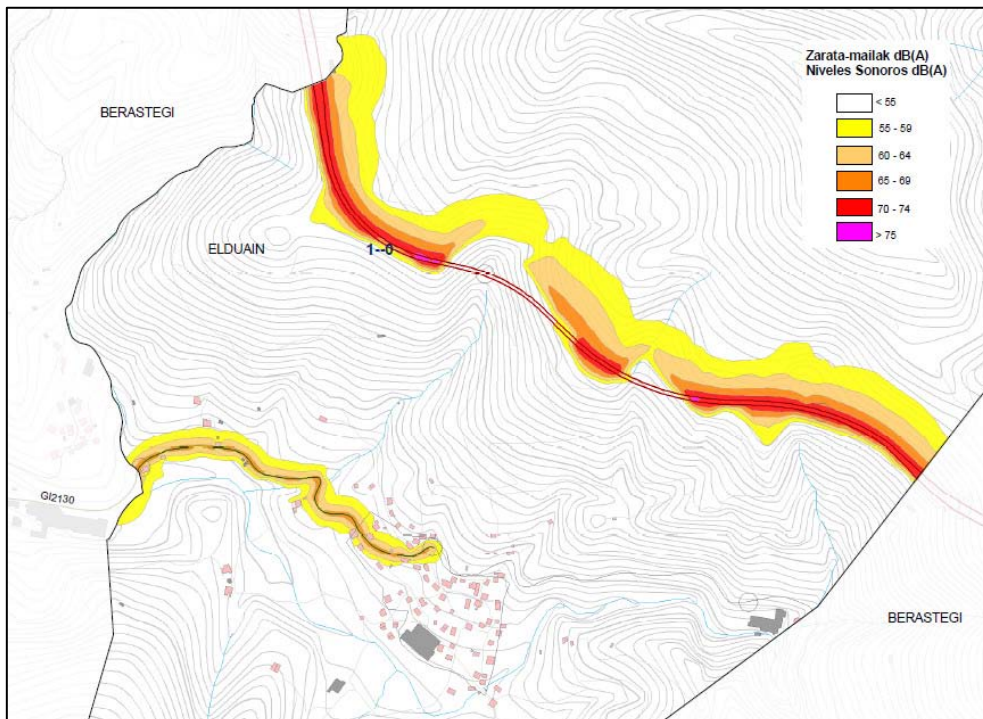 Zarata-mailak dB(A)
Niveles Sonoros dB(A)
< 55
55 - 59
60 - 64
65 - 69
70 - 74
> 75
BERASTEGI
ELDUAIN
1--6
GI2130
BERASTEGI